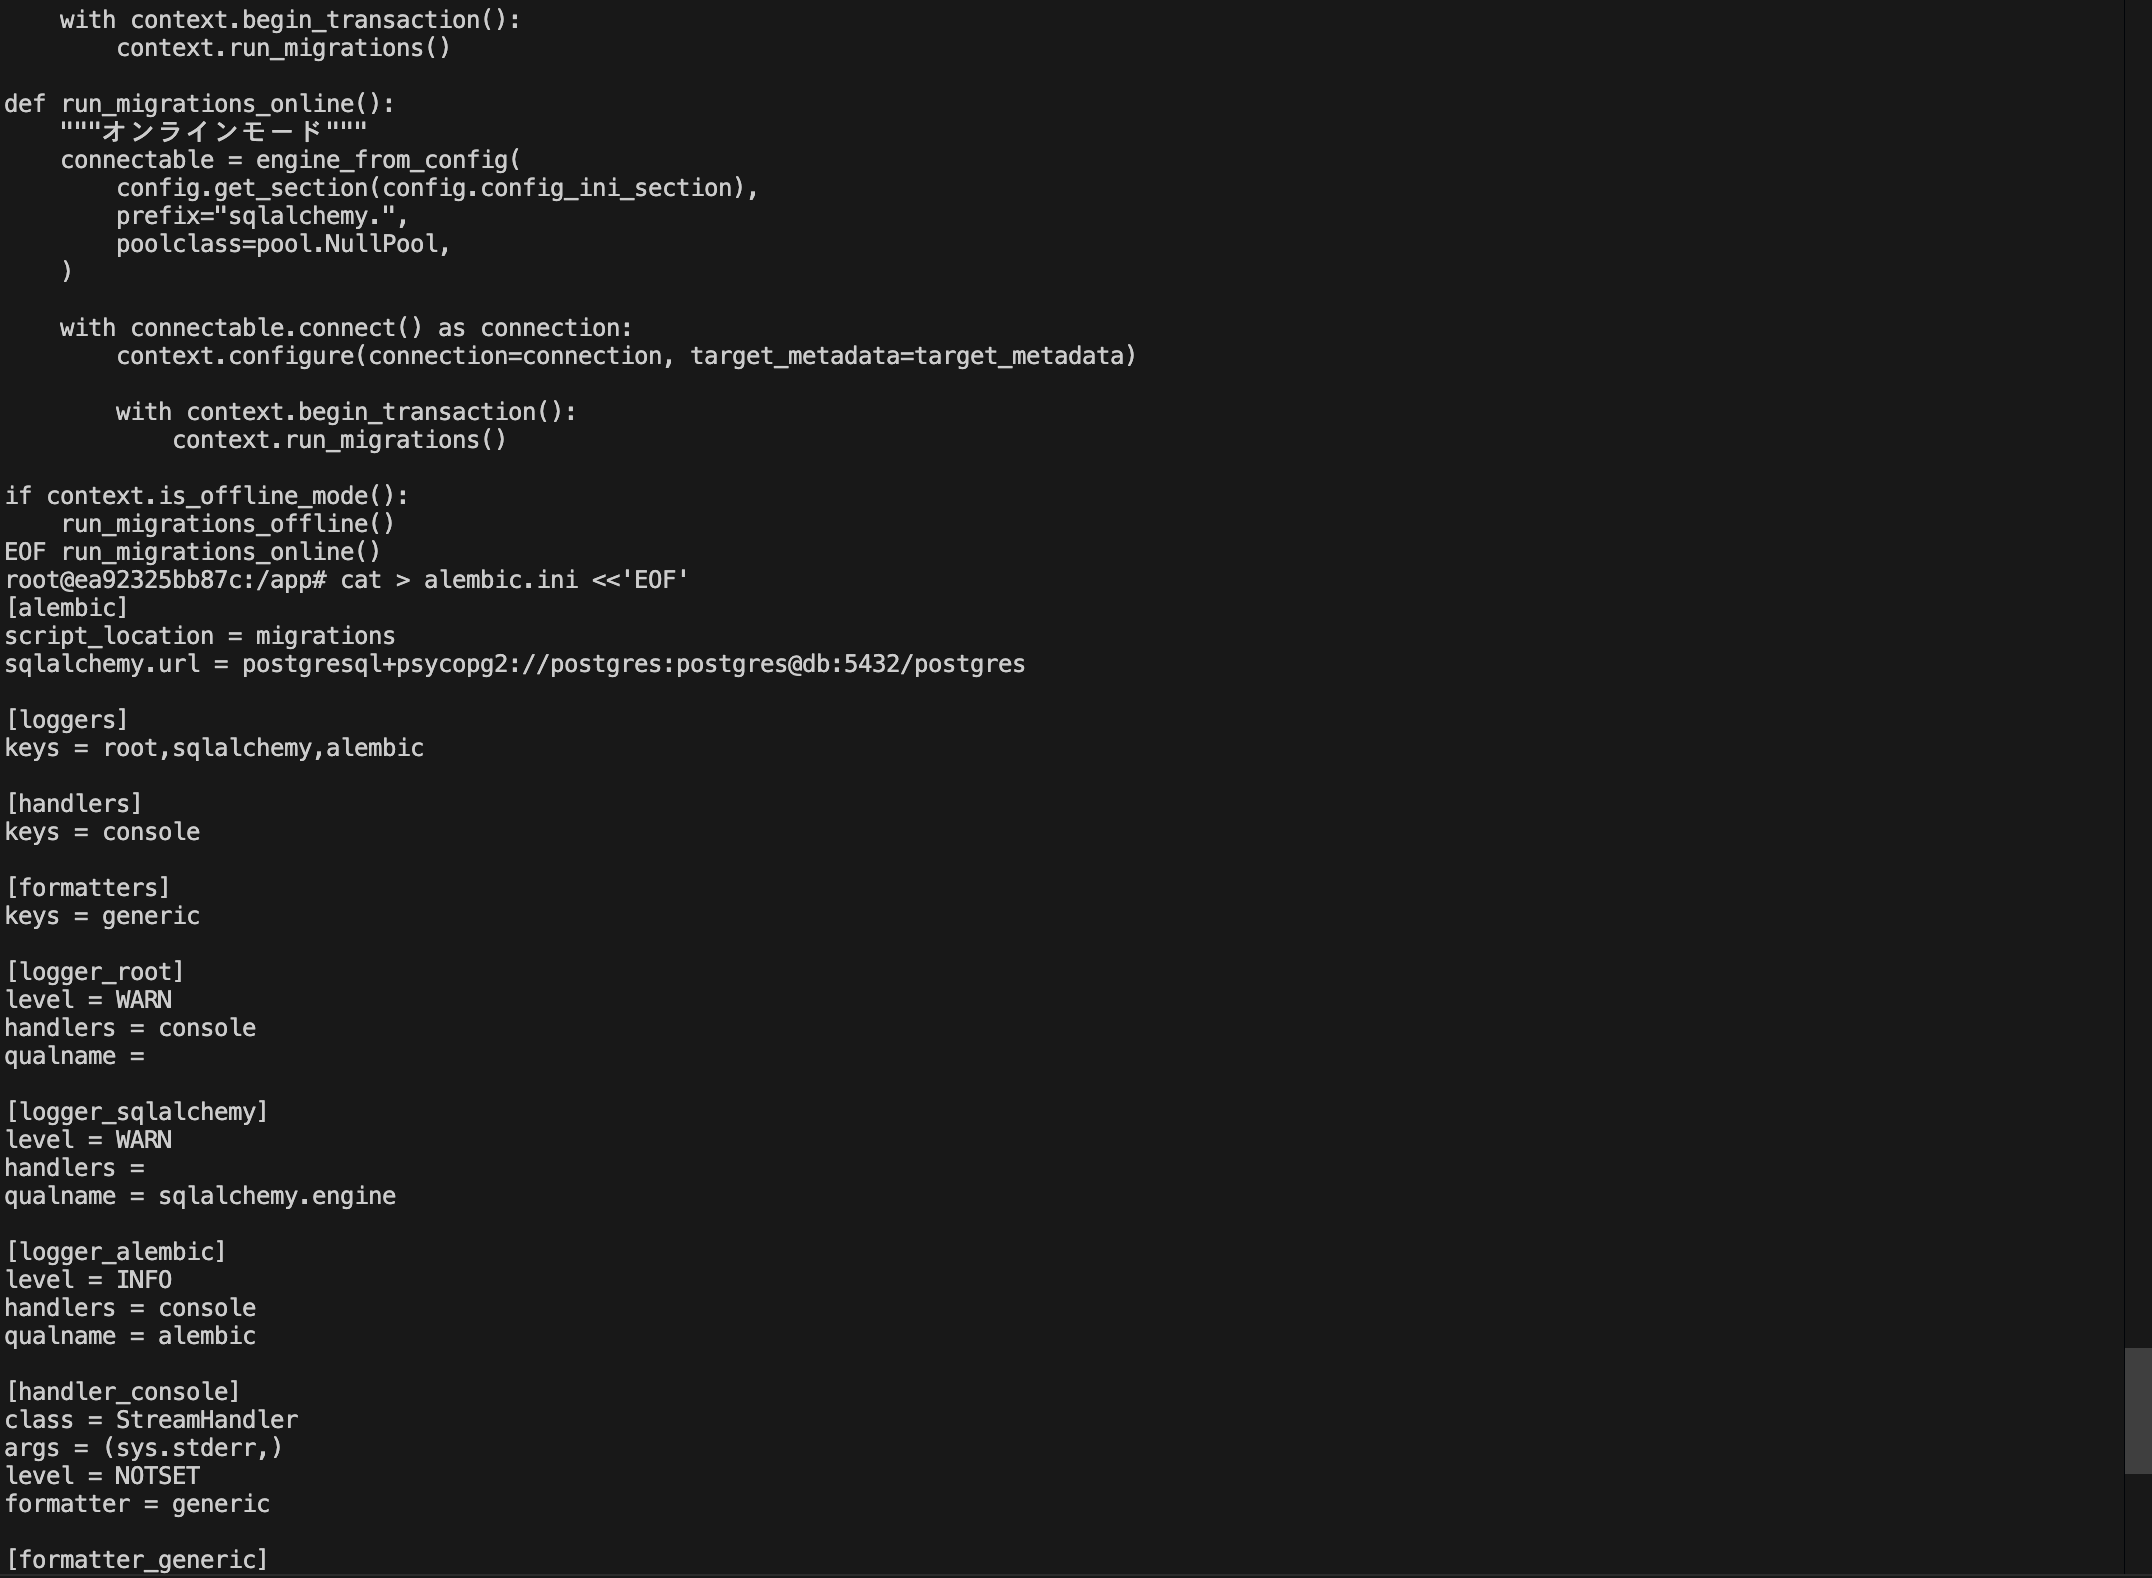 with context.begin_transaction():
        context.run_migrations()

def run_migrations_online():
    """オンラインモード"""
    connectable = engine_from_config(
        config.get_section(config.config_ini_section),
        prefix="sqlalchemy.",
        poolclass=pool.NullPool,
    )

    with connectable.connect() as connection:
        context.configure(connection=connection, target_metadata=target_metadata)

        with context.begin_transaction():
            context.run_migrations()

if context.is_offline_mode():
    run_migrations_offline()
EOF run_migrations_online()
root@ea92325bb87c:/app# cat > alembic.ini <<'EOF'
[alembic]
script_location = migrations
sqlalchemy.url = postgresql+psycopg2://postgres:postgres@db:5432/postgres

[loggers]
keys = root,sqlalchemy,alembic

[handlers]
keys = console

[formatters]
keys = generic

[logger_root]
level = WARN
handlers = console
qualname =

[logger_sqlalchemy]
level = WARN
handlers =
qualname = sqlalchemy.engine

[logger_alembic]
level = INFO
handlers = console
qualname = alembic

[handler_console]
class = StreamHandler
args = (sys.stderr,)
level = NOTSET
formatter = generic

[formatter_generic]